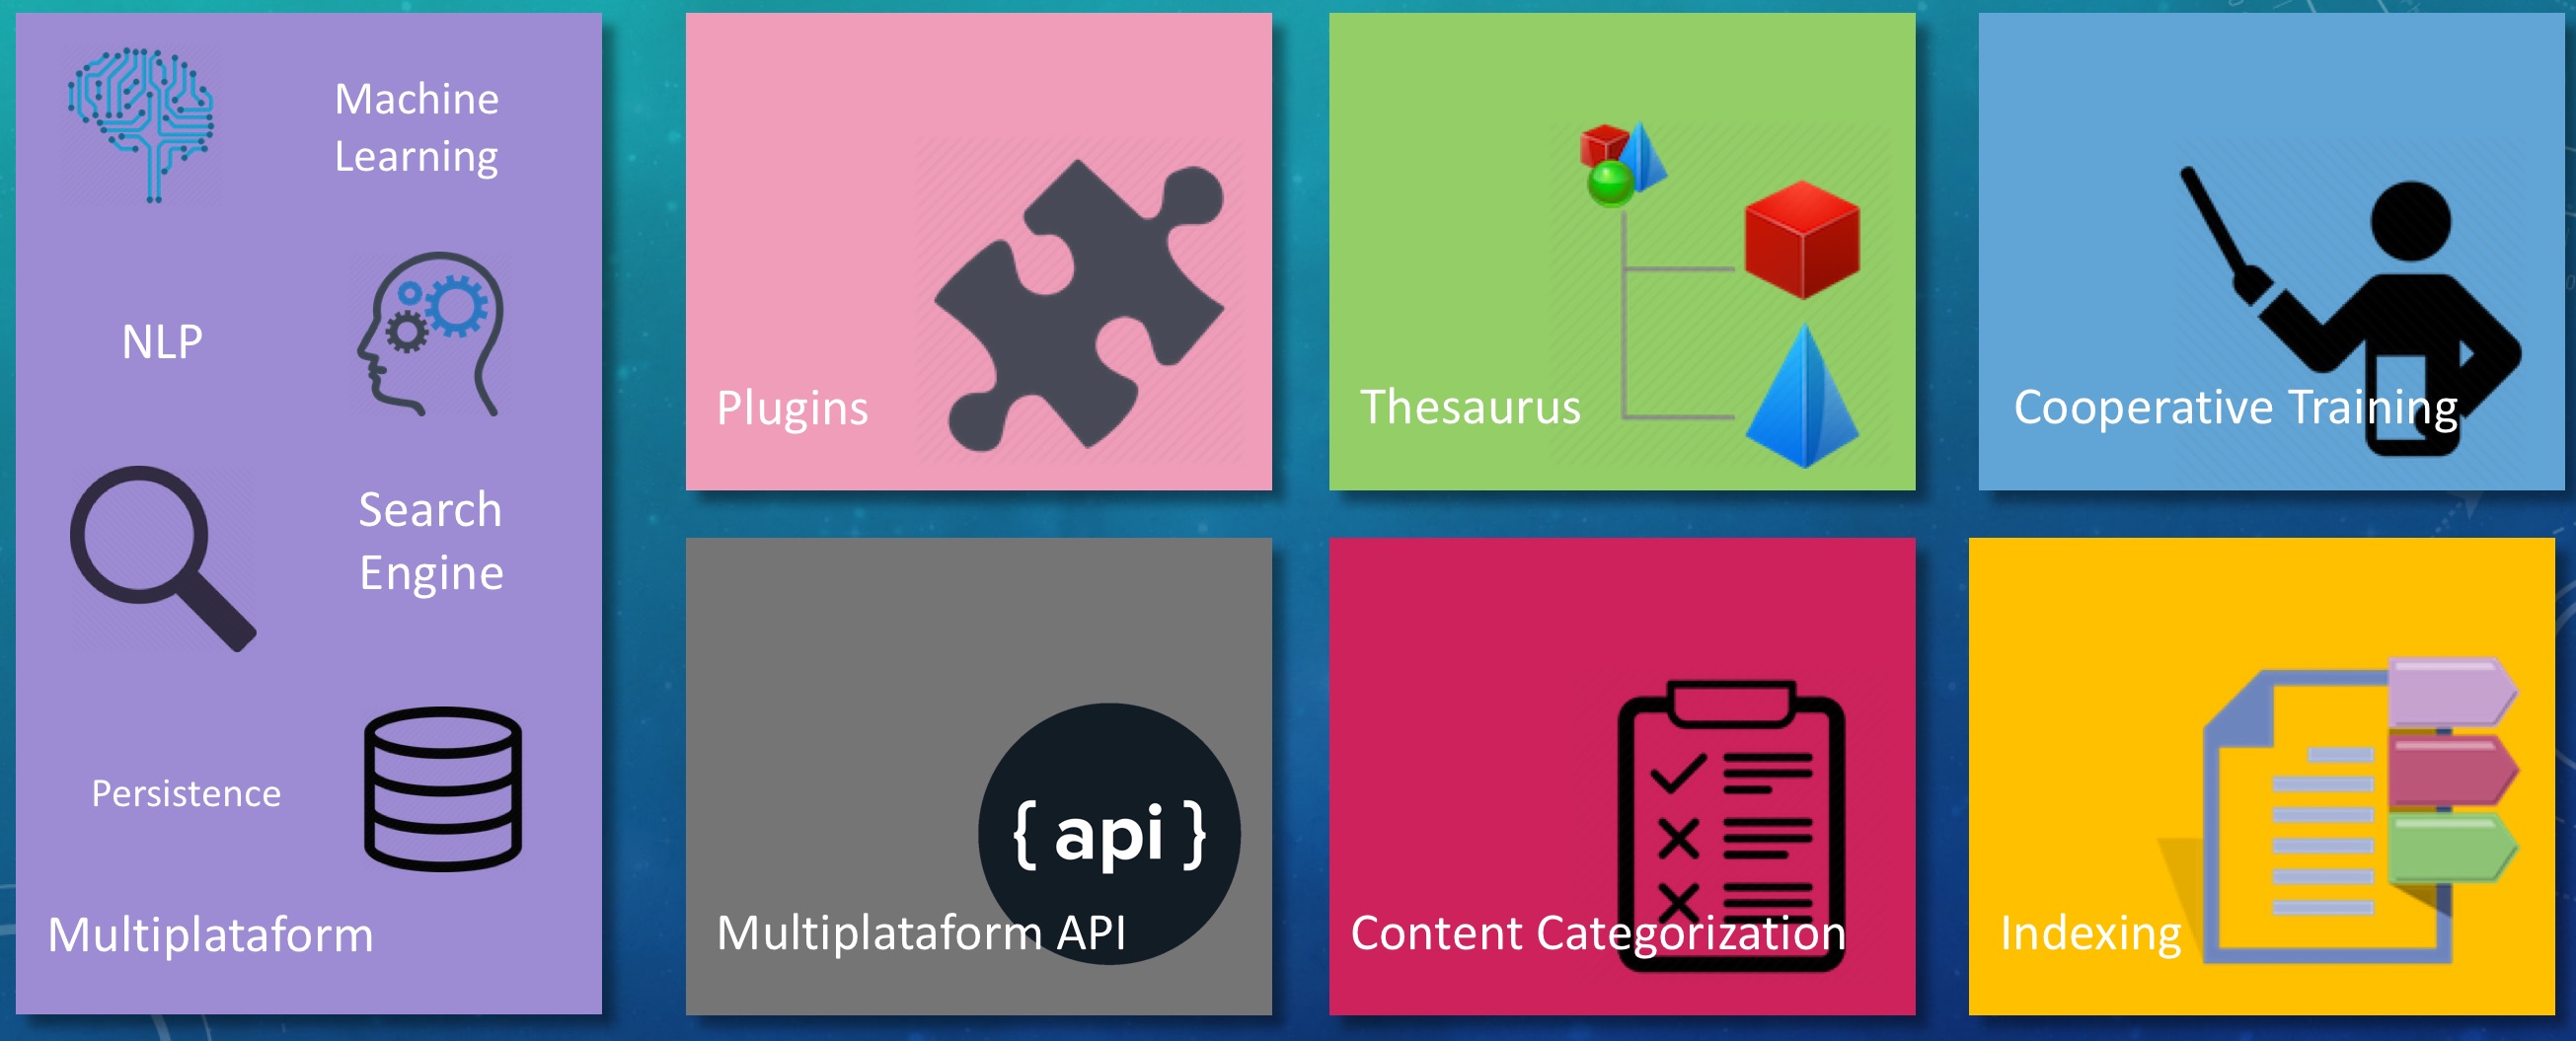 Machine
Learning
NLP
Search
Engine
Persistence
Multiplataform
Plugins
Thesaurus
Cooperative Training
{ api }
Multiplataform API
Content Categorization
Indexing